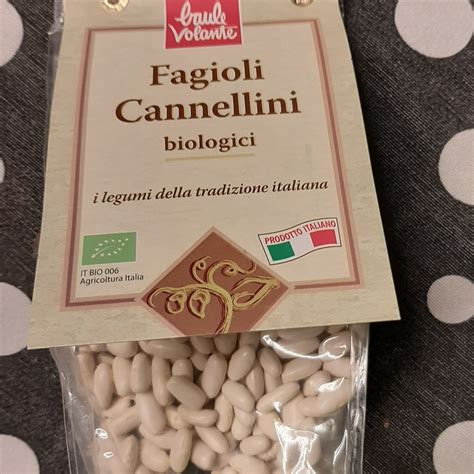 baule
volante
Fagioli
Cannellini
biologici
i legumi della tradizione italiana
PRODOTTO ITALIANO
IT BIO 006
Agricoltura Italia